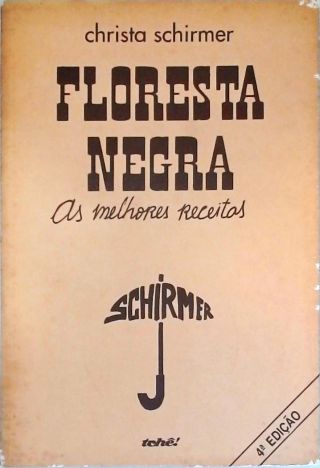 christa schirmer
FLORESTA
NEGRA
As melhores receitas
SCHIRMER
tchê!
4ª EDIÇÃO